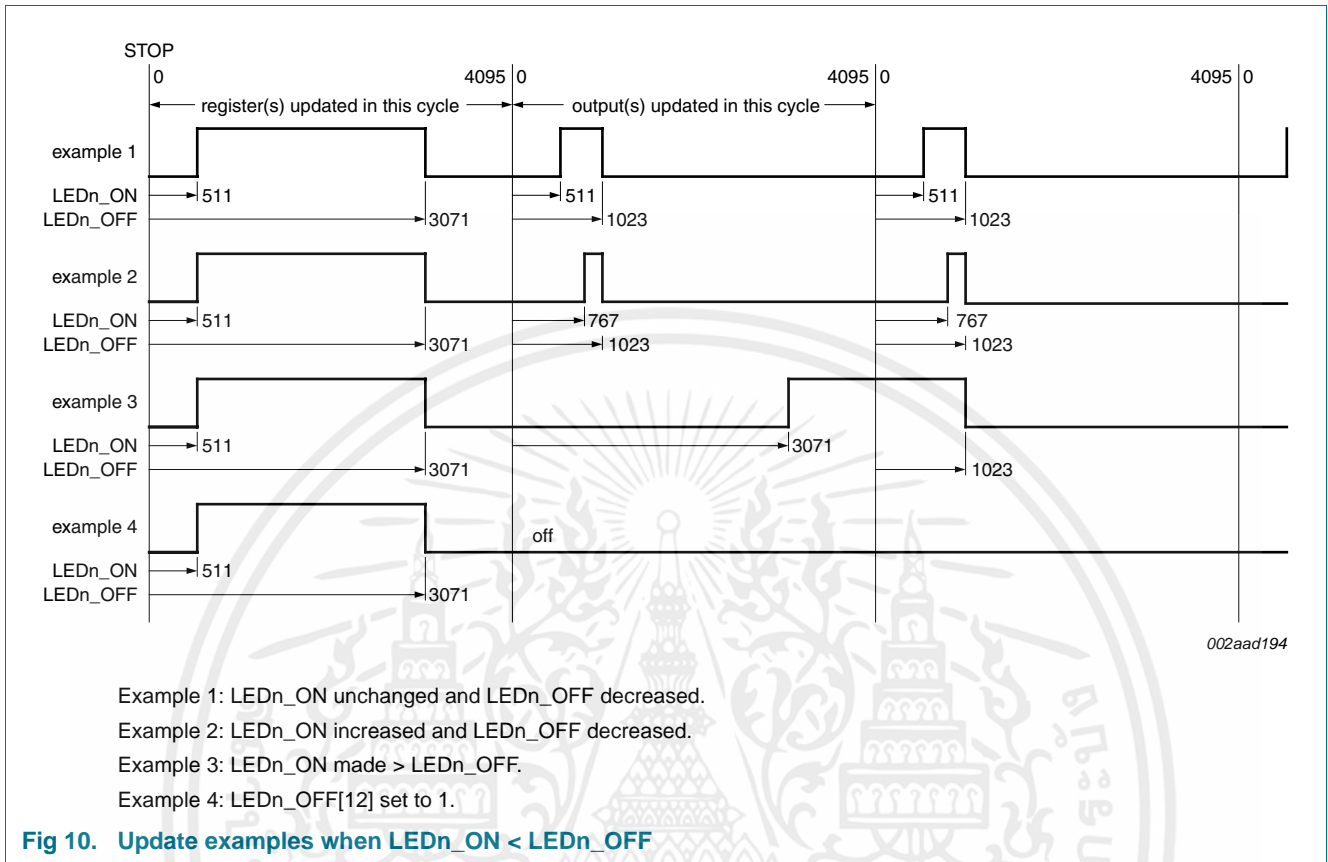 STOP
0 4095 0 4095 0 4095 0
register(s) updated in this cycle output(s) updated in this cycle
example 1
LEDn_ON 511 511 511
LEDn_OFF 3071 1023 1023
example 2
LEDn_ON 511 767 767
LEDn_OFF 3071 1023 1023
example 3
LEDn_ON 511 3071
LEDn_OFF 3071 1023
example 4 off
LEDn_ON 511
LEDn_OFF 3071
002aad194
Example 1: LEDn_ON unchanged and LEDn_OFF decreased.
Example 2: LEDn_ON increased and LEDn_OFF decreased.
Example 3: LEDn_ON made > LEDn_OFF.
Example 4: LEDn_OFF[12] set to 1.
Fig 10. Update examples when LEDn_ON < LEDn_OFF